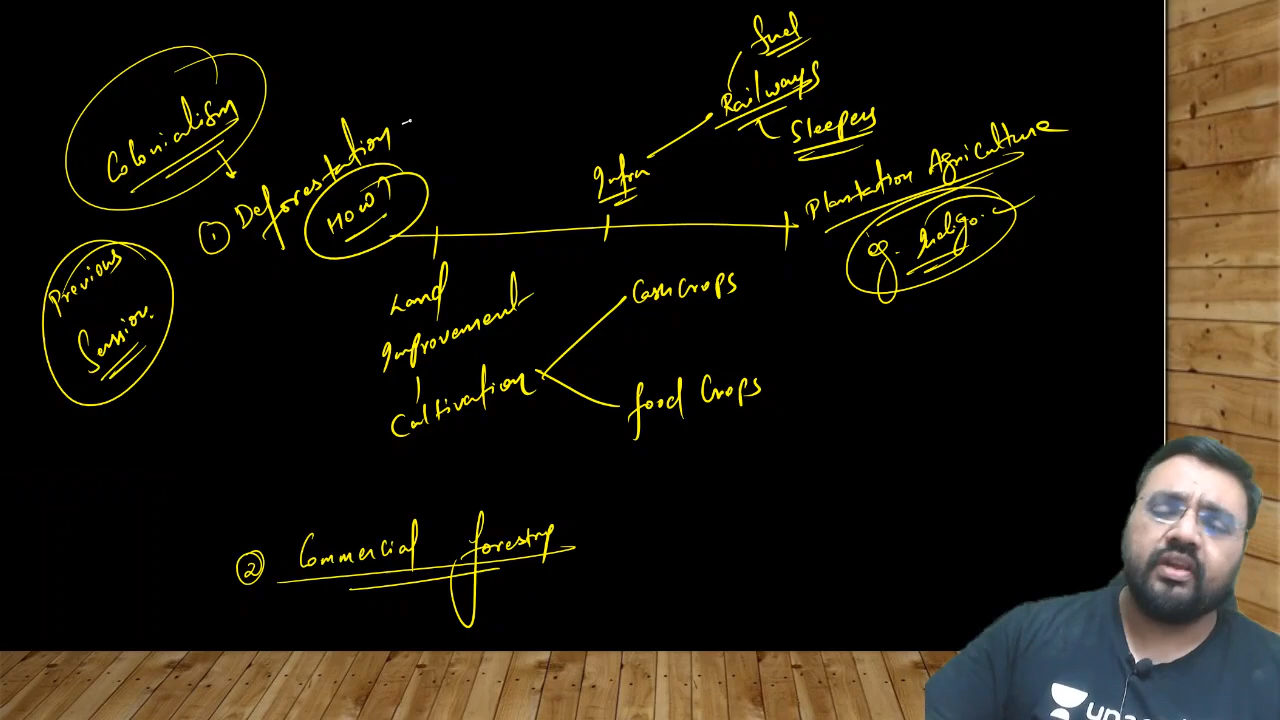 Colonialism
① Deforestation
HOW?
Previous
Session.
fuel
Railways
Sleepers
Infra
Plantation Agriculture
eg. Indigo.
Land
Improvement
Cultivation
Cash Crops
food Crops
② Commercial forestry